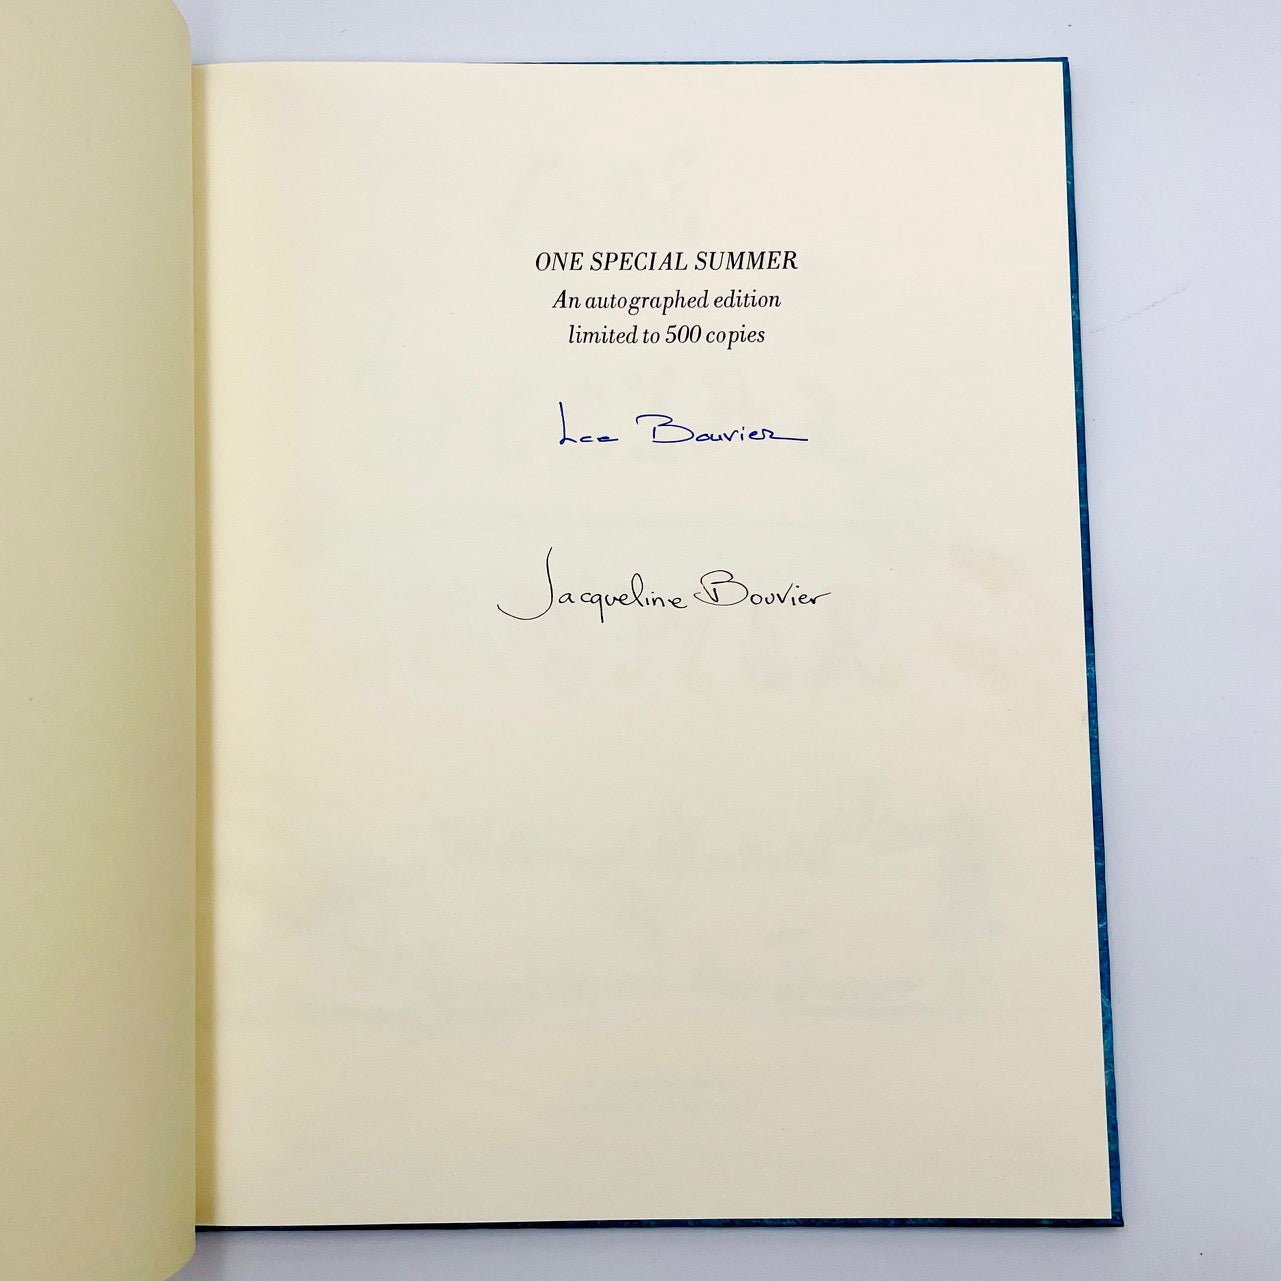 ONE SPECIAL SUMMER
An autographed edition
limited to 500 copies
Lee Bouvier
Jacqueline Bouvier